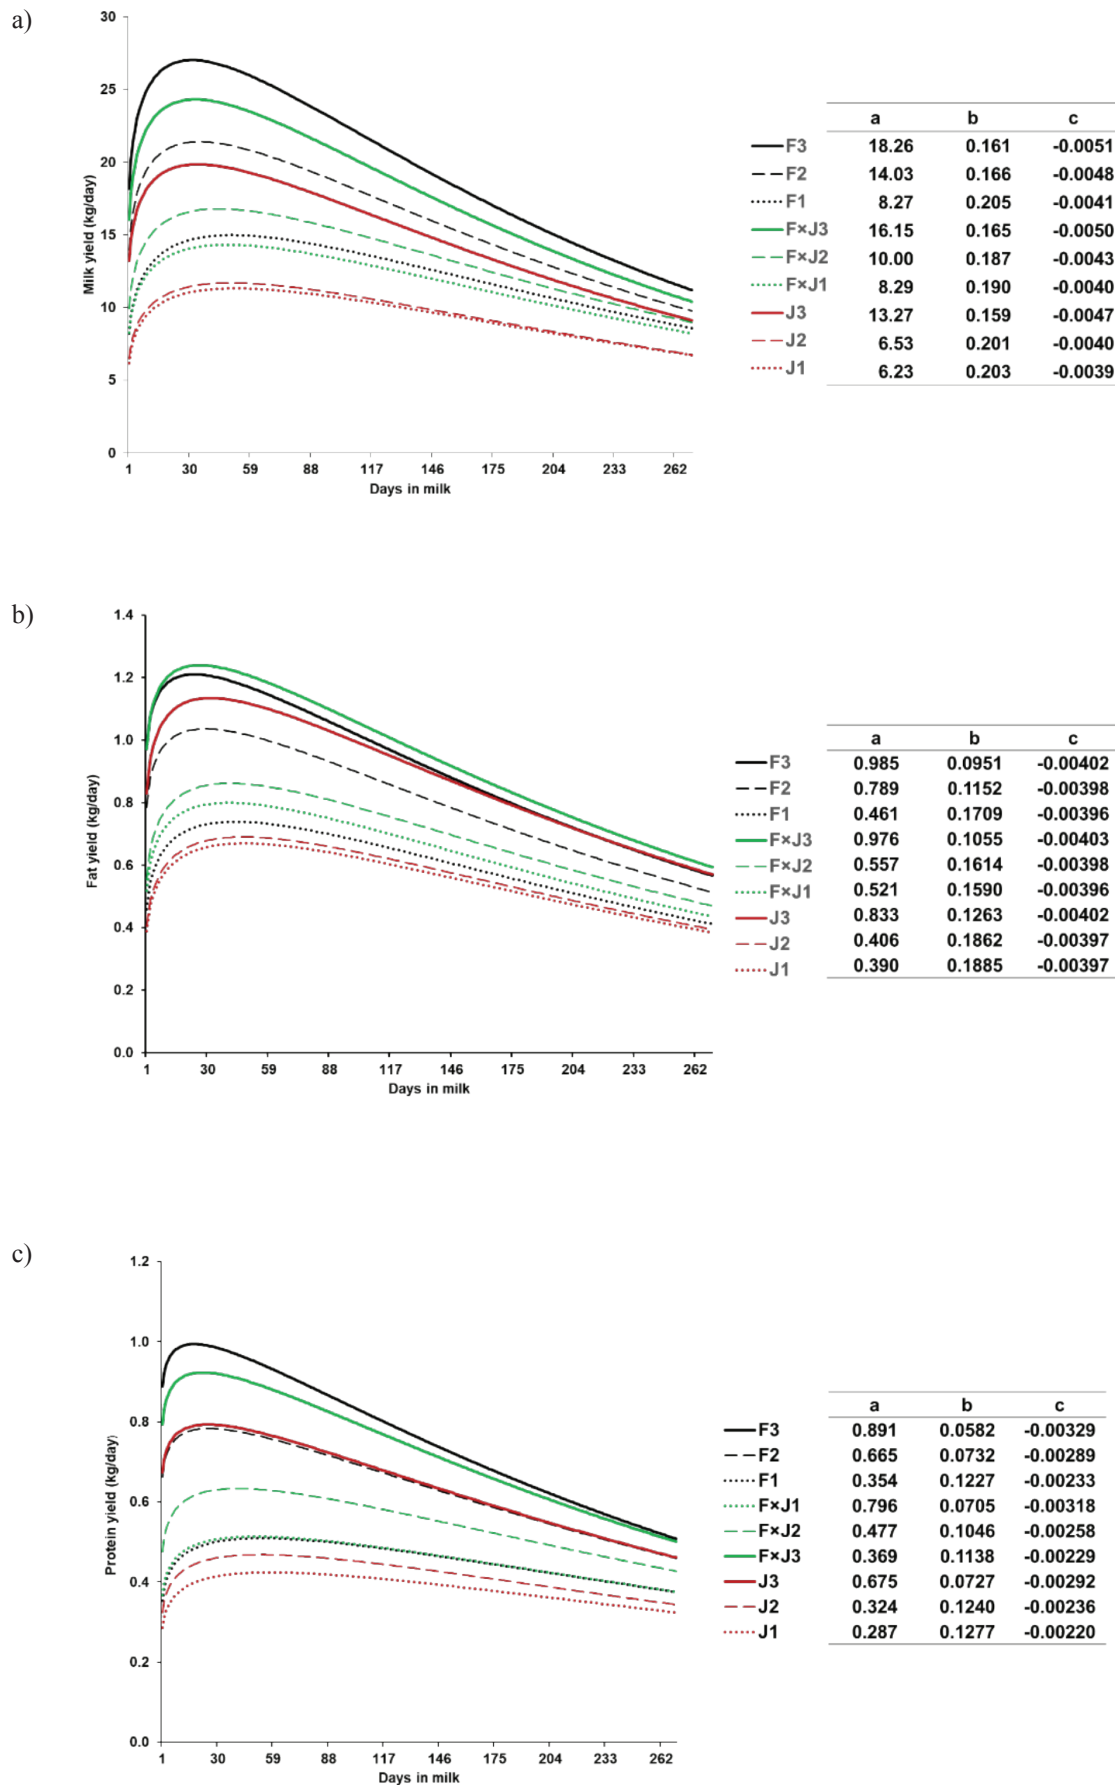 a)
30
25
20
15
10
5
0
Milk yield (kg/day)
1 30 59 88 117 146 175 204 233 262
Days in milk
a b c
F3 18.26 0.161 -0.0051
F2 14.03 0.166 -0.0048
F1 8.27 0.205 -0.0041
F×J3 16.15 0.165 -0.0050
F×J2 10.00 0.187 -0.0043
F×J1 8.29 0.190 -0.0040
J3 13.27 0.159 -0.0047
J2 6.53 0.201 -0.0040
J1 6.23 0.203 -0.0039
b)
1.4
1.2
1.0
0.8
0.6
0.4
0.2
0.0
Fat yield (kg/day)
1 30 59 88 117 146 175 204 233 262
Days in milk
a b c
F3 0.985 0.0951 -0.00402
F2 0.789 0.1152 -0.00398
F1 0.461 0.1709 -0.00396
F×J3 0.976 0.1055 -0.00403
F×J2 0.557 0.1614 -0.00398
F×J1 0.521 0.1590 -0.00396
J3 0.833 0.1263 -0.00402
J2 0.406 0.1862 -0.00397
J1 0.390 0.1885 -0.00397
c)
1.2
1.0
0.8
0.6
0.4
0.2
0.0
Protein yield (kg/day)
1 30 59 88 117 146 175 204 233 262
Days in milk
a b c
F3 0.891 0.0582 -0.00329
F2 0.665 0.0732 -0.00289
F1 0.354 0.1227 -0.00233
F×J1 0.796 0.0705 -0.00318
F×J2 0.477 0.1046 -0.00258
F×J3 0.369 0.1138 -0.00229
J3 0.675 0.0727 -0.00292
J2 0.324 0.1240 -0.00236
J1 0.287 0.1277 -0.00220